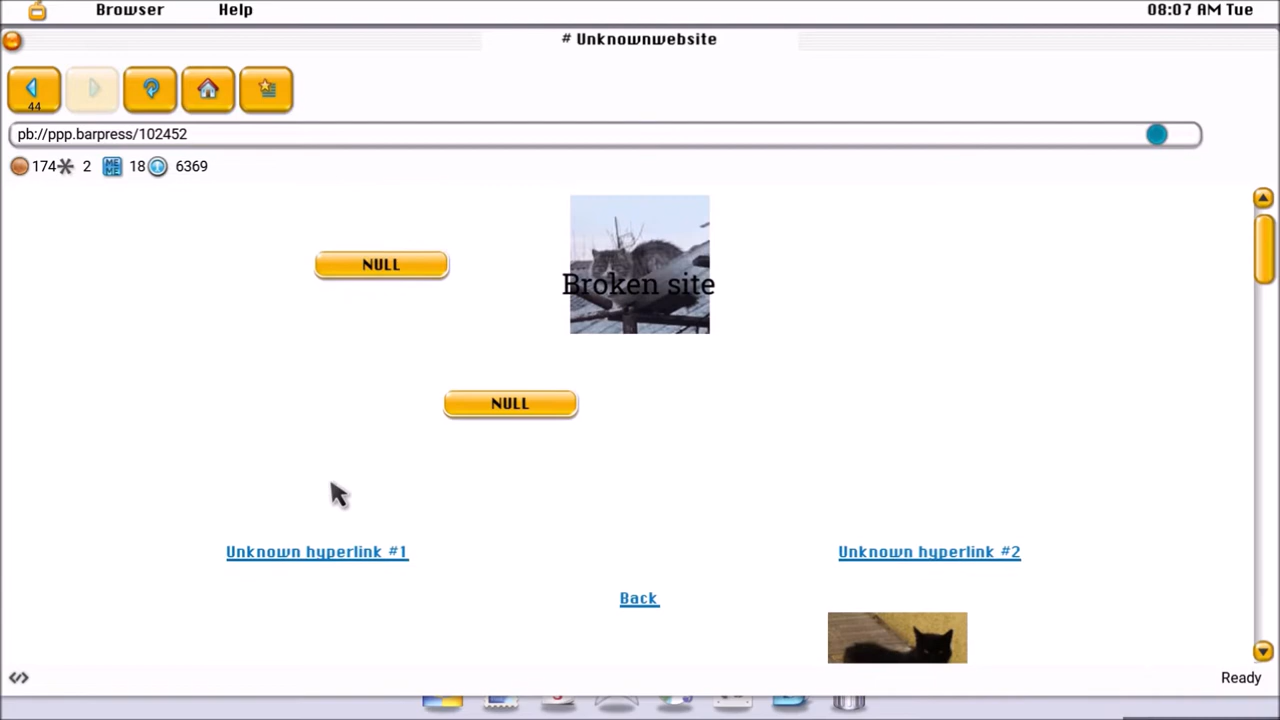 Browser Help 08:07 AM Tue
# Unknownwebsite
44
pb://ppp.barpress/102452
174 2 MEME 18 6369
NULL
Broken site
NULL
Unknown hyperlink #1 Unknown hyperlink #2
Back
Ready